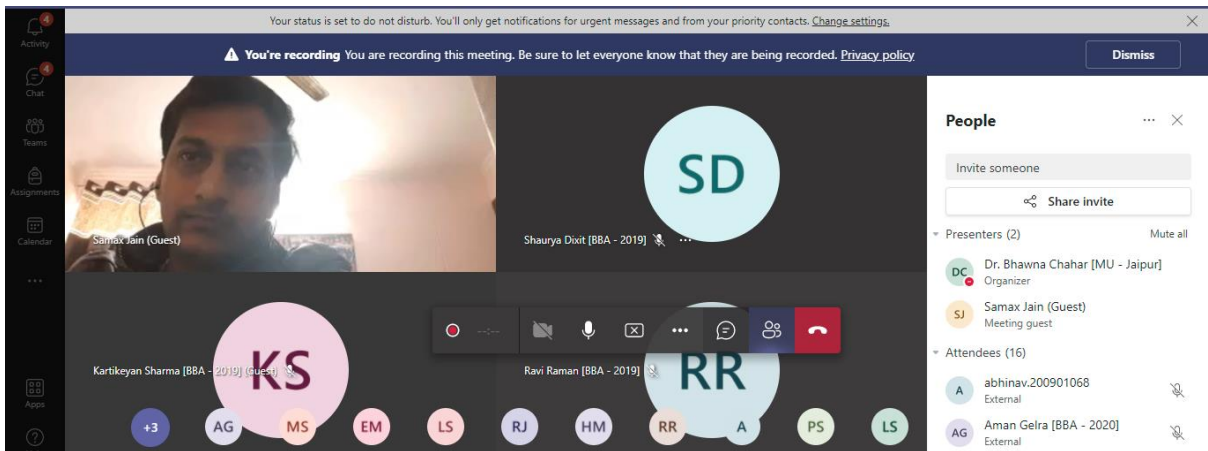 Your status is set to do not disturb. You'll only get notifications for urgent messages and from your priority contacts. Change settings.
You're recording You are recording this meeting. Be sure to let everyone know that they are being recorded. Privacy policy
Dismiss
4
Activity
4
Chat
Teams
Assignments
Calendar
Apps
Samax Jain (Guest)
SD
Shaurya Dixit [BBA - 2019]
KS
Kartikeyan Sharma [BBA - 2019] (Guest)
RR
Ravi Raman [BBA - 2019]
--:--
+3
AG
MS
EM
LS
RJ
HM
RR
A
PS
LS
People
Invite someone
Share invite
Presenters (2)
Mute all
DC
Dr. Bhawna Chahar [MU - Jaipur]
Organizer
SJ
Samax Jain (Guest)
Meeting guest
Attendees (16)
A
abhinav.200901068
External
AG
Aman Gelra [BBA - 2020]
External